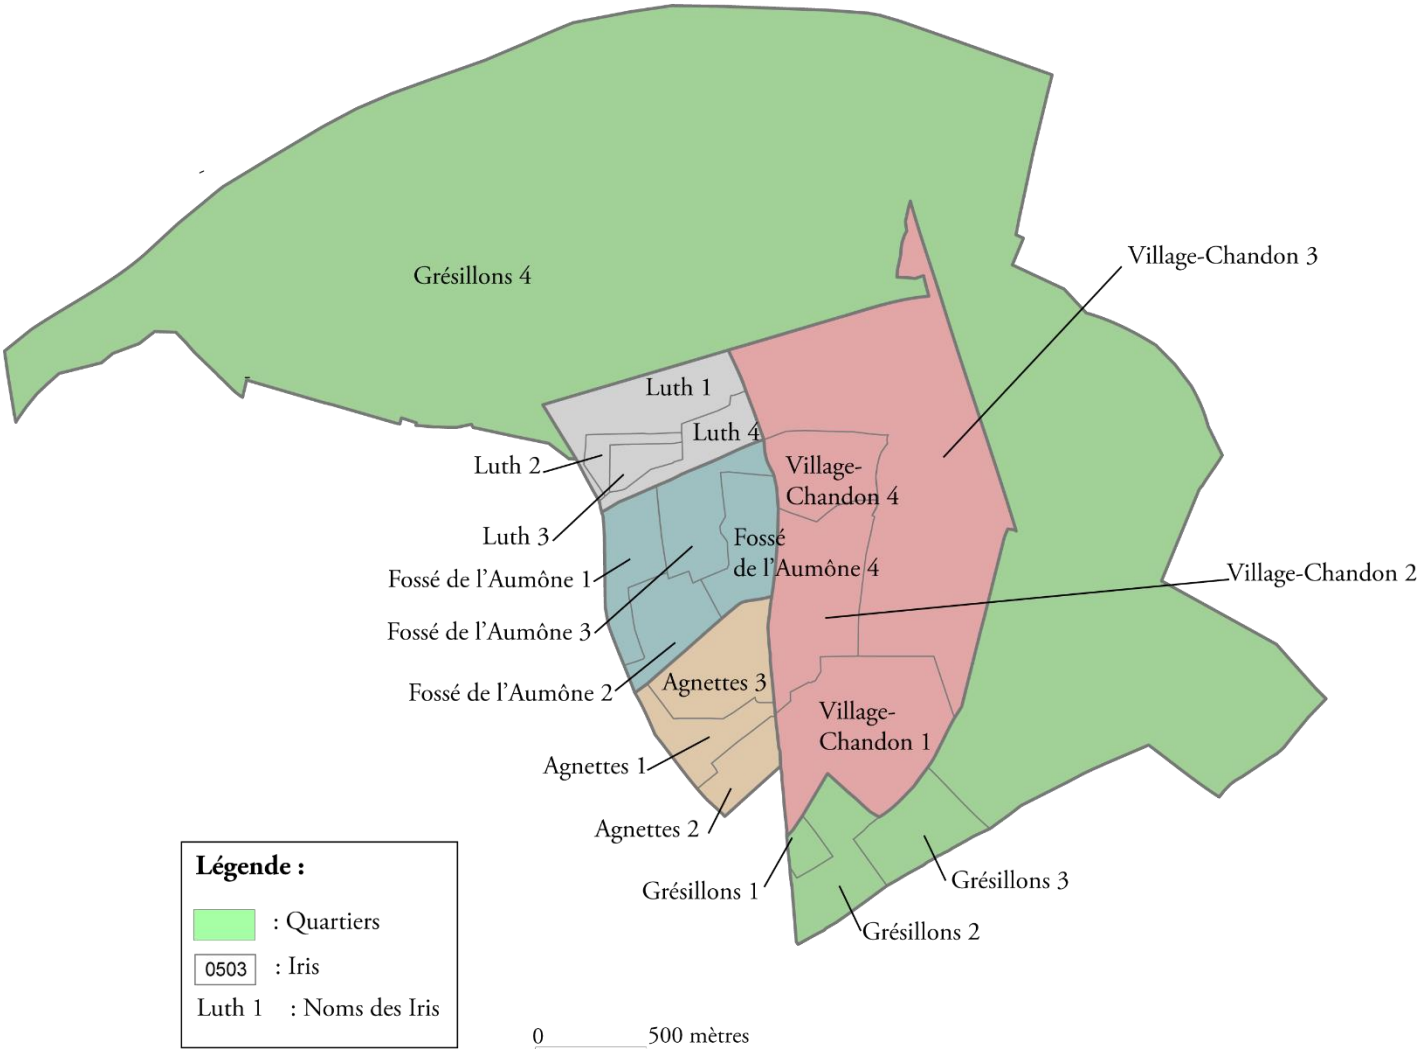 Village-Chandon 3
Grésillons 4
Luth 1
Luth 4
Luth 2
Village-
Chandon 4
Luth 3
Fossé
de l'Aumône 4
Fossé de l'Aumône 1
Village-Chandon 2
Fossé de l'Aumône 3
Fossé de l'Aumône 2
Agnettes 3
Village-
Chandon 1
Agnettes 1
Agnettes 2
Grésillons 1
Grésillons 3
Grésillons 2
Légende :
: Quartiers
0503 : Iris
Luth 1 : Noms des Iris
0 500 mètres